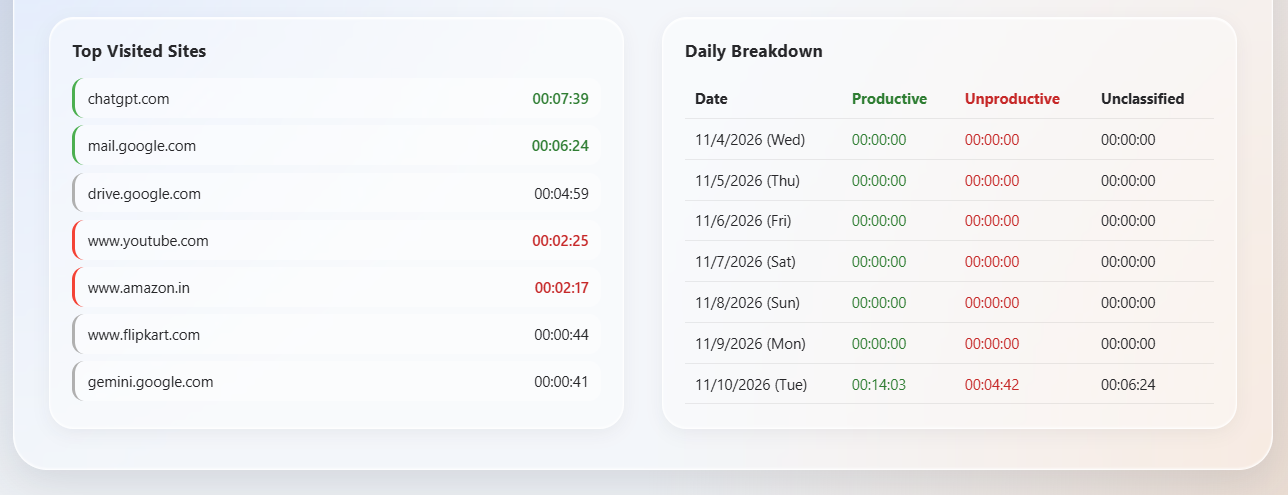 Top Visited Sites
chatgpt.com 00:07:39
mail.google.com 00:06:24
drive.google.com 00:04:59
www.youtube.com 00:02:25
www.amazon.in 00:02:17
www.flipkart.com 00:00:44
gemini.google.com 00:00:41
Daily Breakdown
Date Productive Unproductive Unclassified
11/4/2026 (Wed) 00:00:00 00:00:00 00:00:00
11/5/2026 (Thu) 00:00:00 00:00:00 00:00:00
11/6/2026 (Fri) 00:00:00 00:00:00 00:00:00
11/7/2026 (Sat) 00:00:00 00:00:00 00:00:00
11/8/2026 (Sun) 00:00:00 00:00:00 00:00:00
11/9/2026 (Mon) 00:00:00 00:00:00 00:00:00
11/10/2026 (Tue) 00:14:03 00:04:42 00:06:24